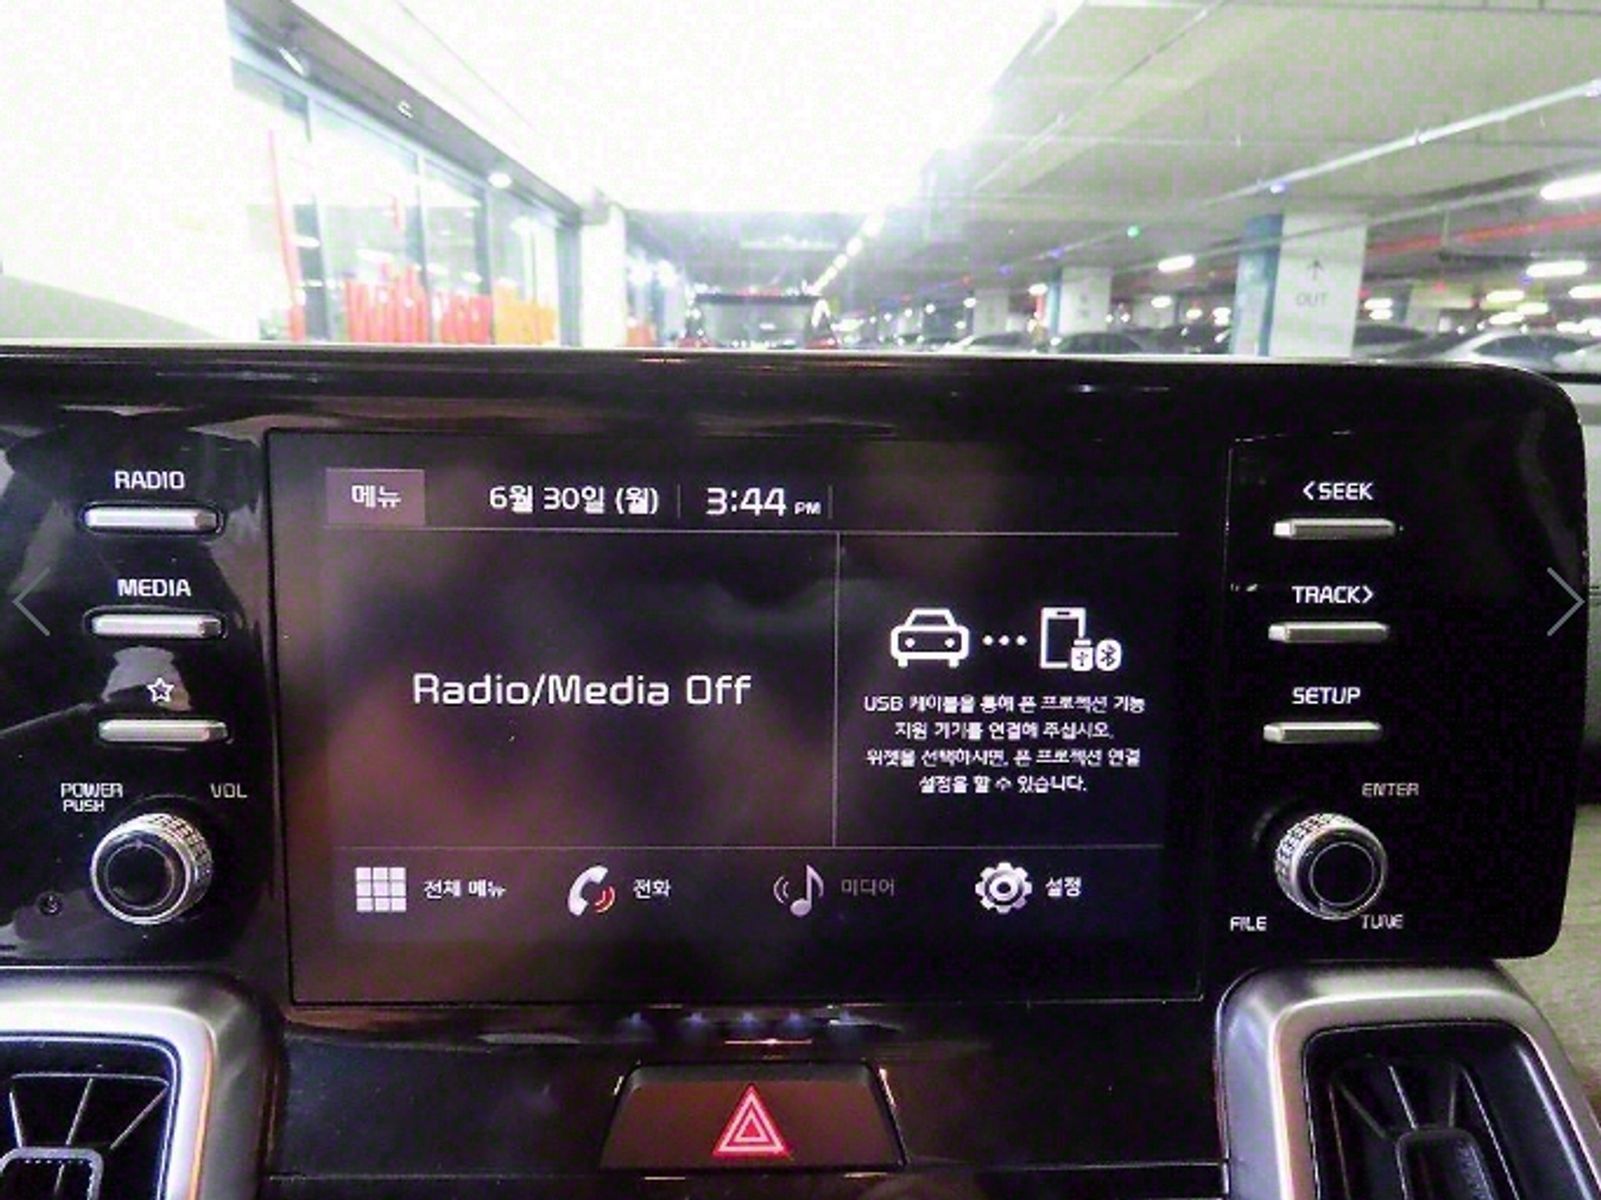 OUT
RADIO
MEDIA
POWER
PUSH
VOL
메뉴
6월 30일 (월)
3:44 PM
Radio/Media Off
USB 케이블을 통해 폰 프로젝션 기능
지원 기기를 연결해 주십시오.
위젯을 선택하시면, 폰 프로젝션 연결
설정을 할 수 있습니다.
전체 메뉴
전화
미디어
설정
<SEEK
TRACK>
SETUP
ENTER
FILE
TUNE